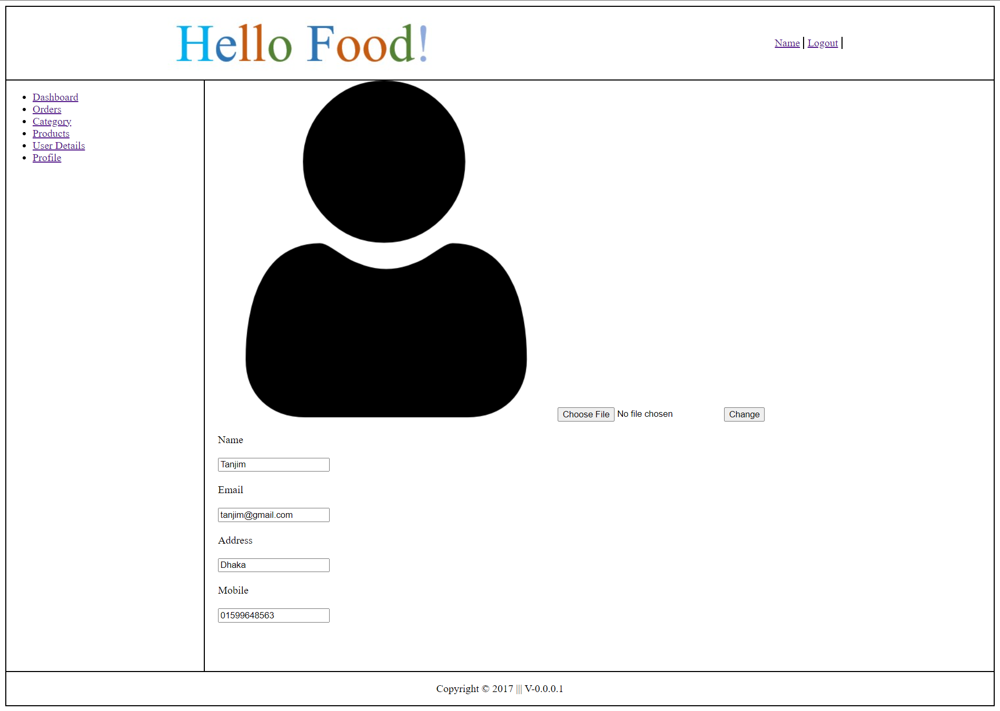 Hello Food!
Name | Logout |
Dashboard
Orders
Category
Products
User Details
Profile
Choose File No file chosen Change
Name
Tanjim
Email
tanjim@gmail.com
Address
Dhaka
Mobile
01599648563
Copyright © 2017 ||| V-0.0.0.1